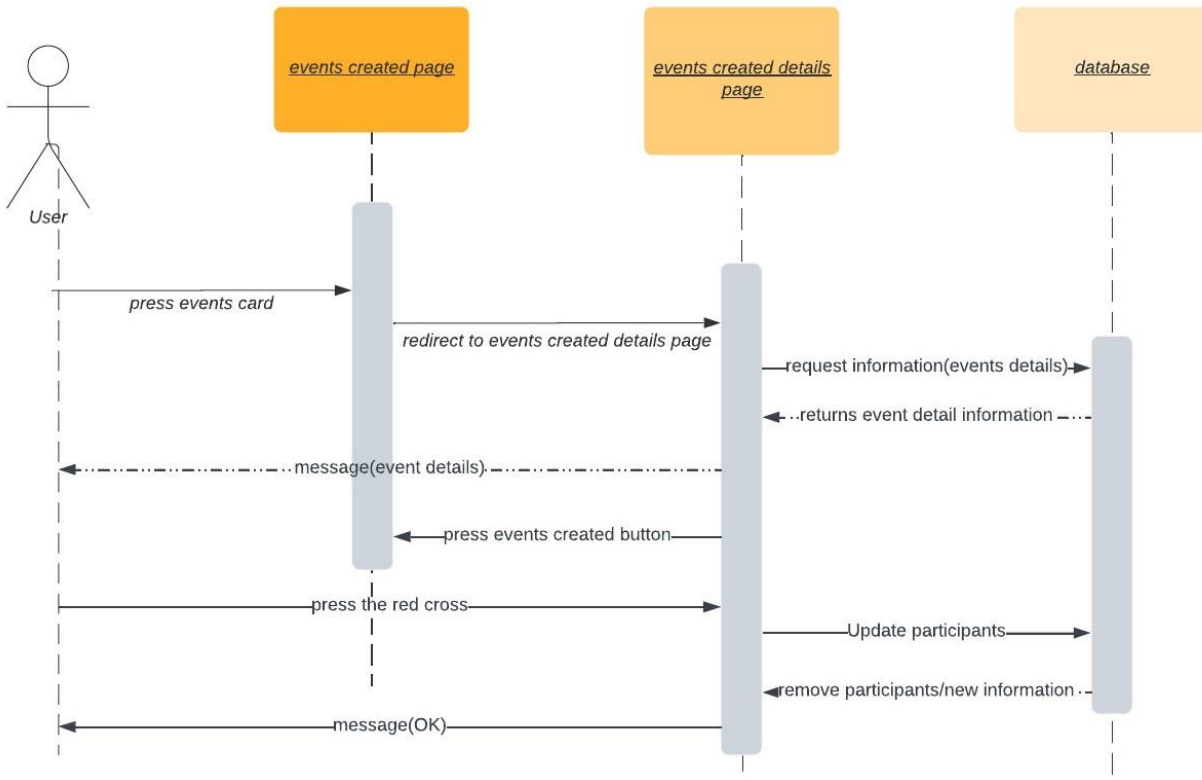 events created page
events created details
page
database
User
press events card
redirect to events created details page
request information(events details)
returns event detail information
message(event details)
press events created button
press the red cross
Update participants
remove participants/new information
message(OK)